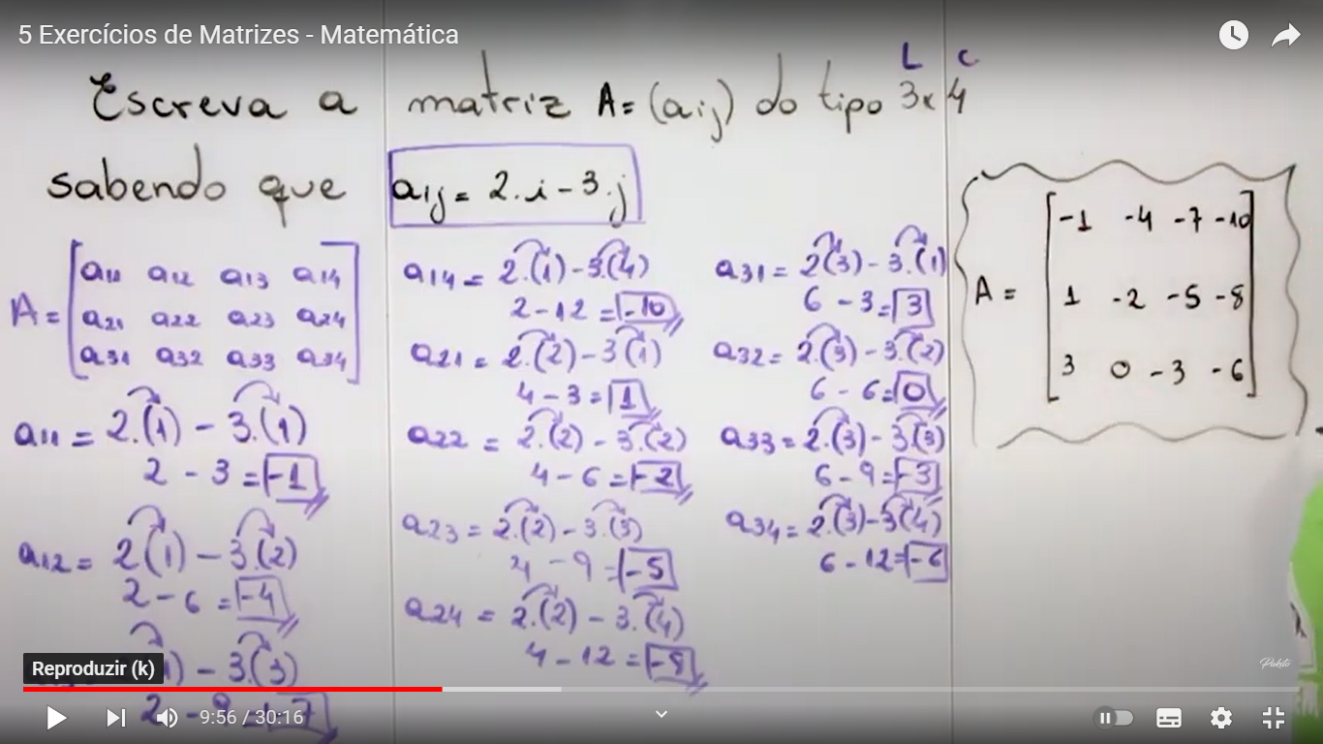 5 Exercícios de Matrizes - Matemática
L C
Escreva a matriz A = (aij) do tipo 3x4
sabendo que aij = 2.i - 3.j
A = [a11 a12 a13 a14
a21 a22 a23 a24
a31 a32 a33 a34]
a11 = 2.(1) - 3.(1)
2 - 3 = -1
a12 = 2(1) - 3.(2)
2 - 6 = -4
1) - 3.(3)
2 - 9 = -7
a14 = 2.(1) - 3.(4)
2 - 12 = -10
a21 = 2.(2) - 3(1)
4 - 3 = 1
a22 = 2.(2) - 3.(2)
4 - 6 = -2
a23 = 2.(2) - 3.(3)
4 - 9 = -5
a24 = 2.(2) - 3.(4)
4 - 12 = -8
a31 = 2(3) - 3.(1)
6 - 3 = 3
a32 = 2.(3) - 3.(2)
6 - 6 = 0
a33 = 2.(3) - 3(3)
6 - 9 = -3
a34 = 2.(3) - 3(4)
6 - 12 = -6
A = [-1 -4 -7 -10
1 -2 -5 -8
3 0 -3 -6]
Reproduzir (k)
9:56 / 30:16